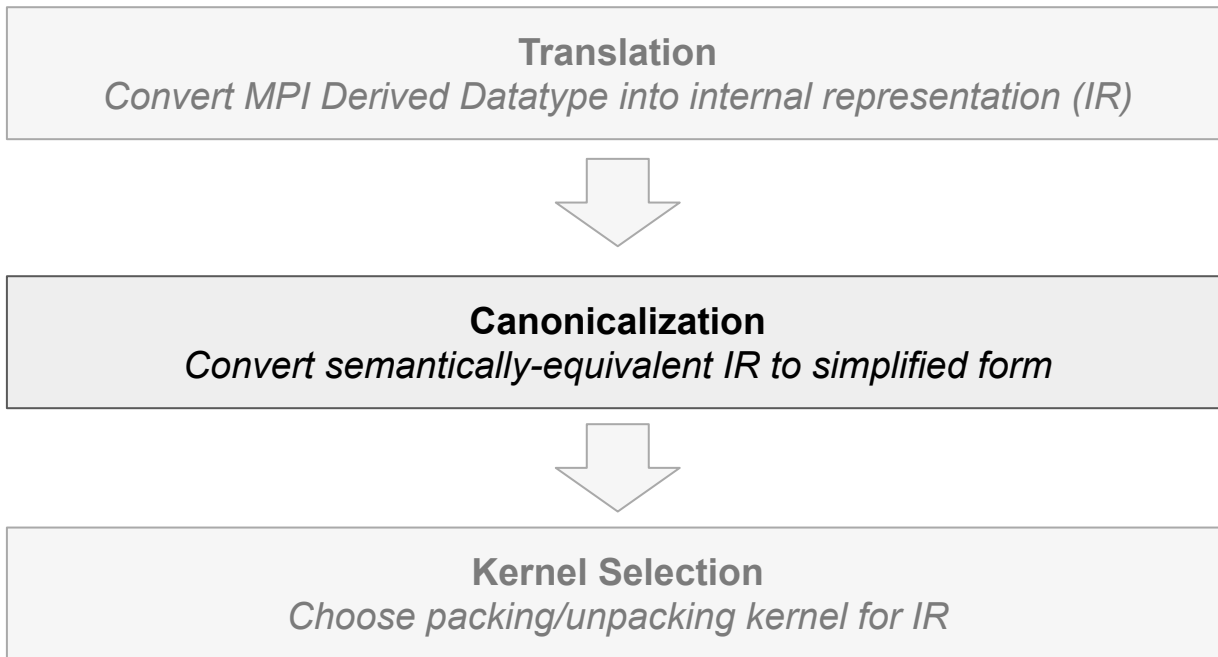 Translation
Convert MPI Derived Datatype into internal representation (IR)
Canonicalization
Convert semantically-equivalent IR to simplified form
Kernel Selection
Choose packing/unpacking kernel for IR